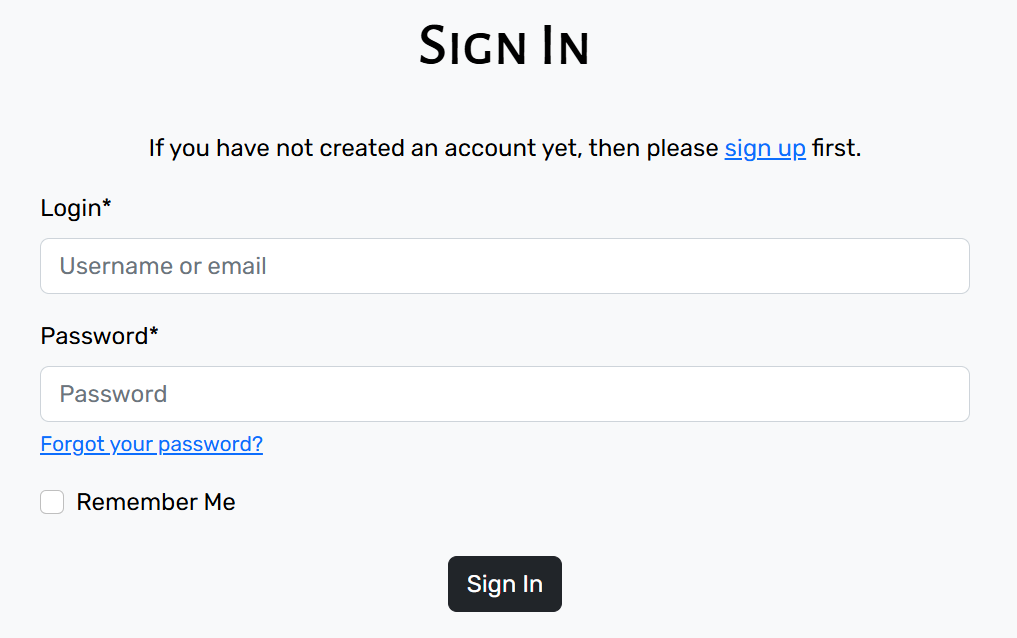 Sign In
If you have not created an account yet, then please sign up first.
Login*
Username or email
Password*
Password
Forgot your password?
Remember Me
Sign In